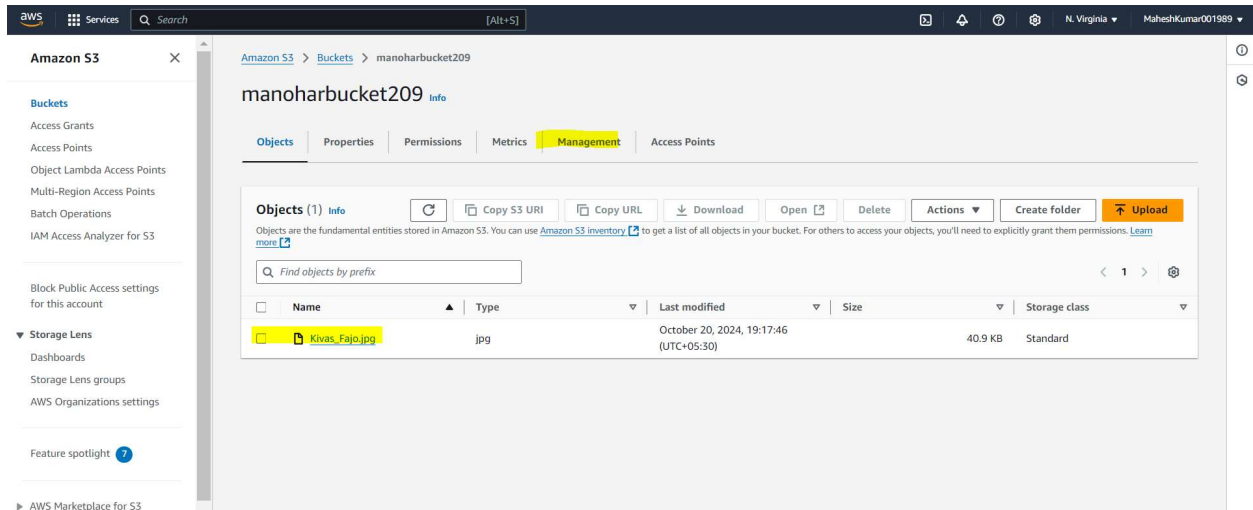 aws Services Search [Alt+S] N. Virginia MaheshKumar001989
Amazon S3
Buckets
Access Grants
Access Points
Object Lambda Access Points
Multi-Region Access Points
Batch Operations
IAM Access Analyzer for S3
Block Public Access settings
for this account
Storage Lens
Dashboards
Storage Lens groups
AWS Organizations settings
Feature spotlight 7
AWS Marketplace for S3
Amazon S3 > Buckets > manoharbucket209
manoharbucket209 Info
Objects Properties Permissions Metrics Management Access Points
Objects (1) Info Copy S3 URI Copy URL Download Open Delete Actions Create folder Upload
Objects are the fundamental entities stored in Amazon S3. You can use Amazon S3 inventory to get a list of all objects in your bucket. For others to access your objects, you'll need to explicitly grant them permissions. Learn
more
Find objects by prefix
< 1 >
Name Type Last modified Size Storage class
Kivas_Fajo.jpg jpg October 20, 2024, 19:17:46 40.9 KB Standard
(UTC+05:30)